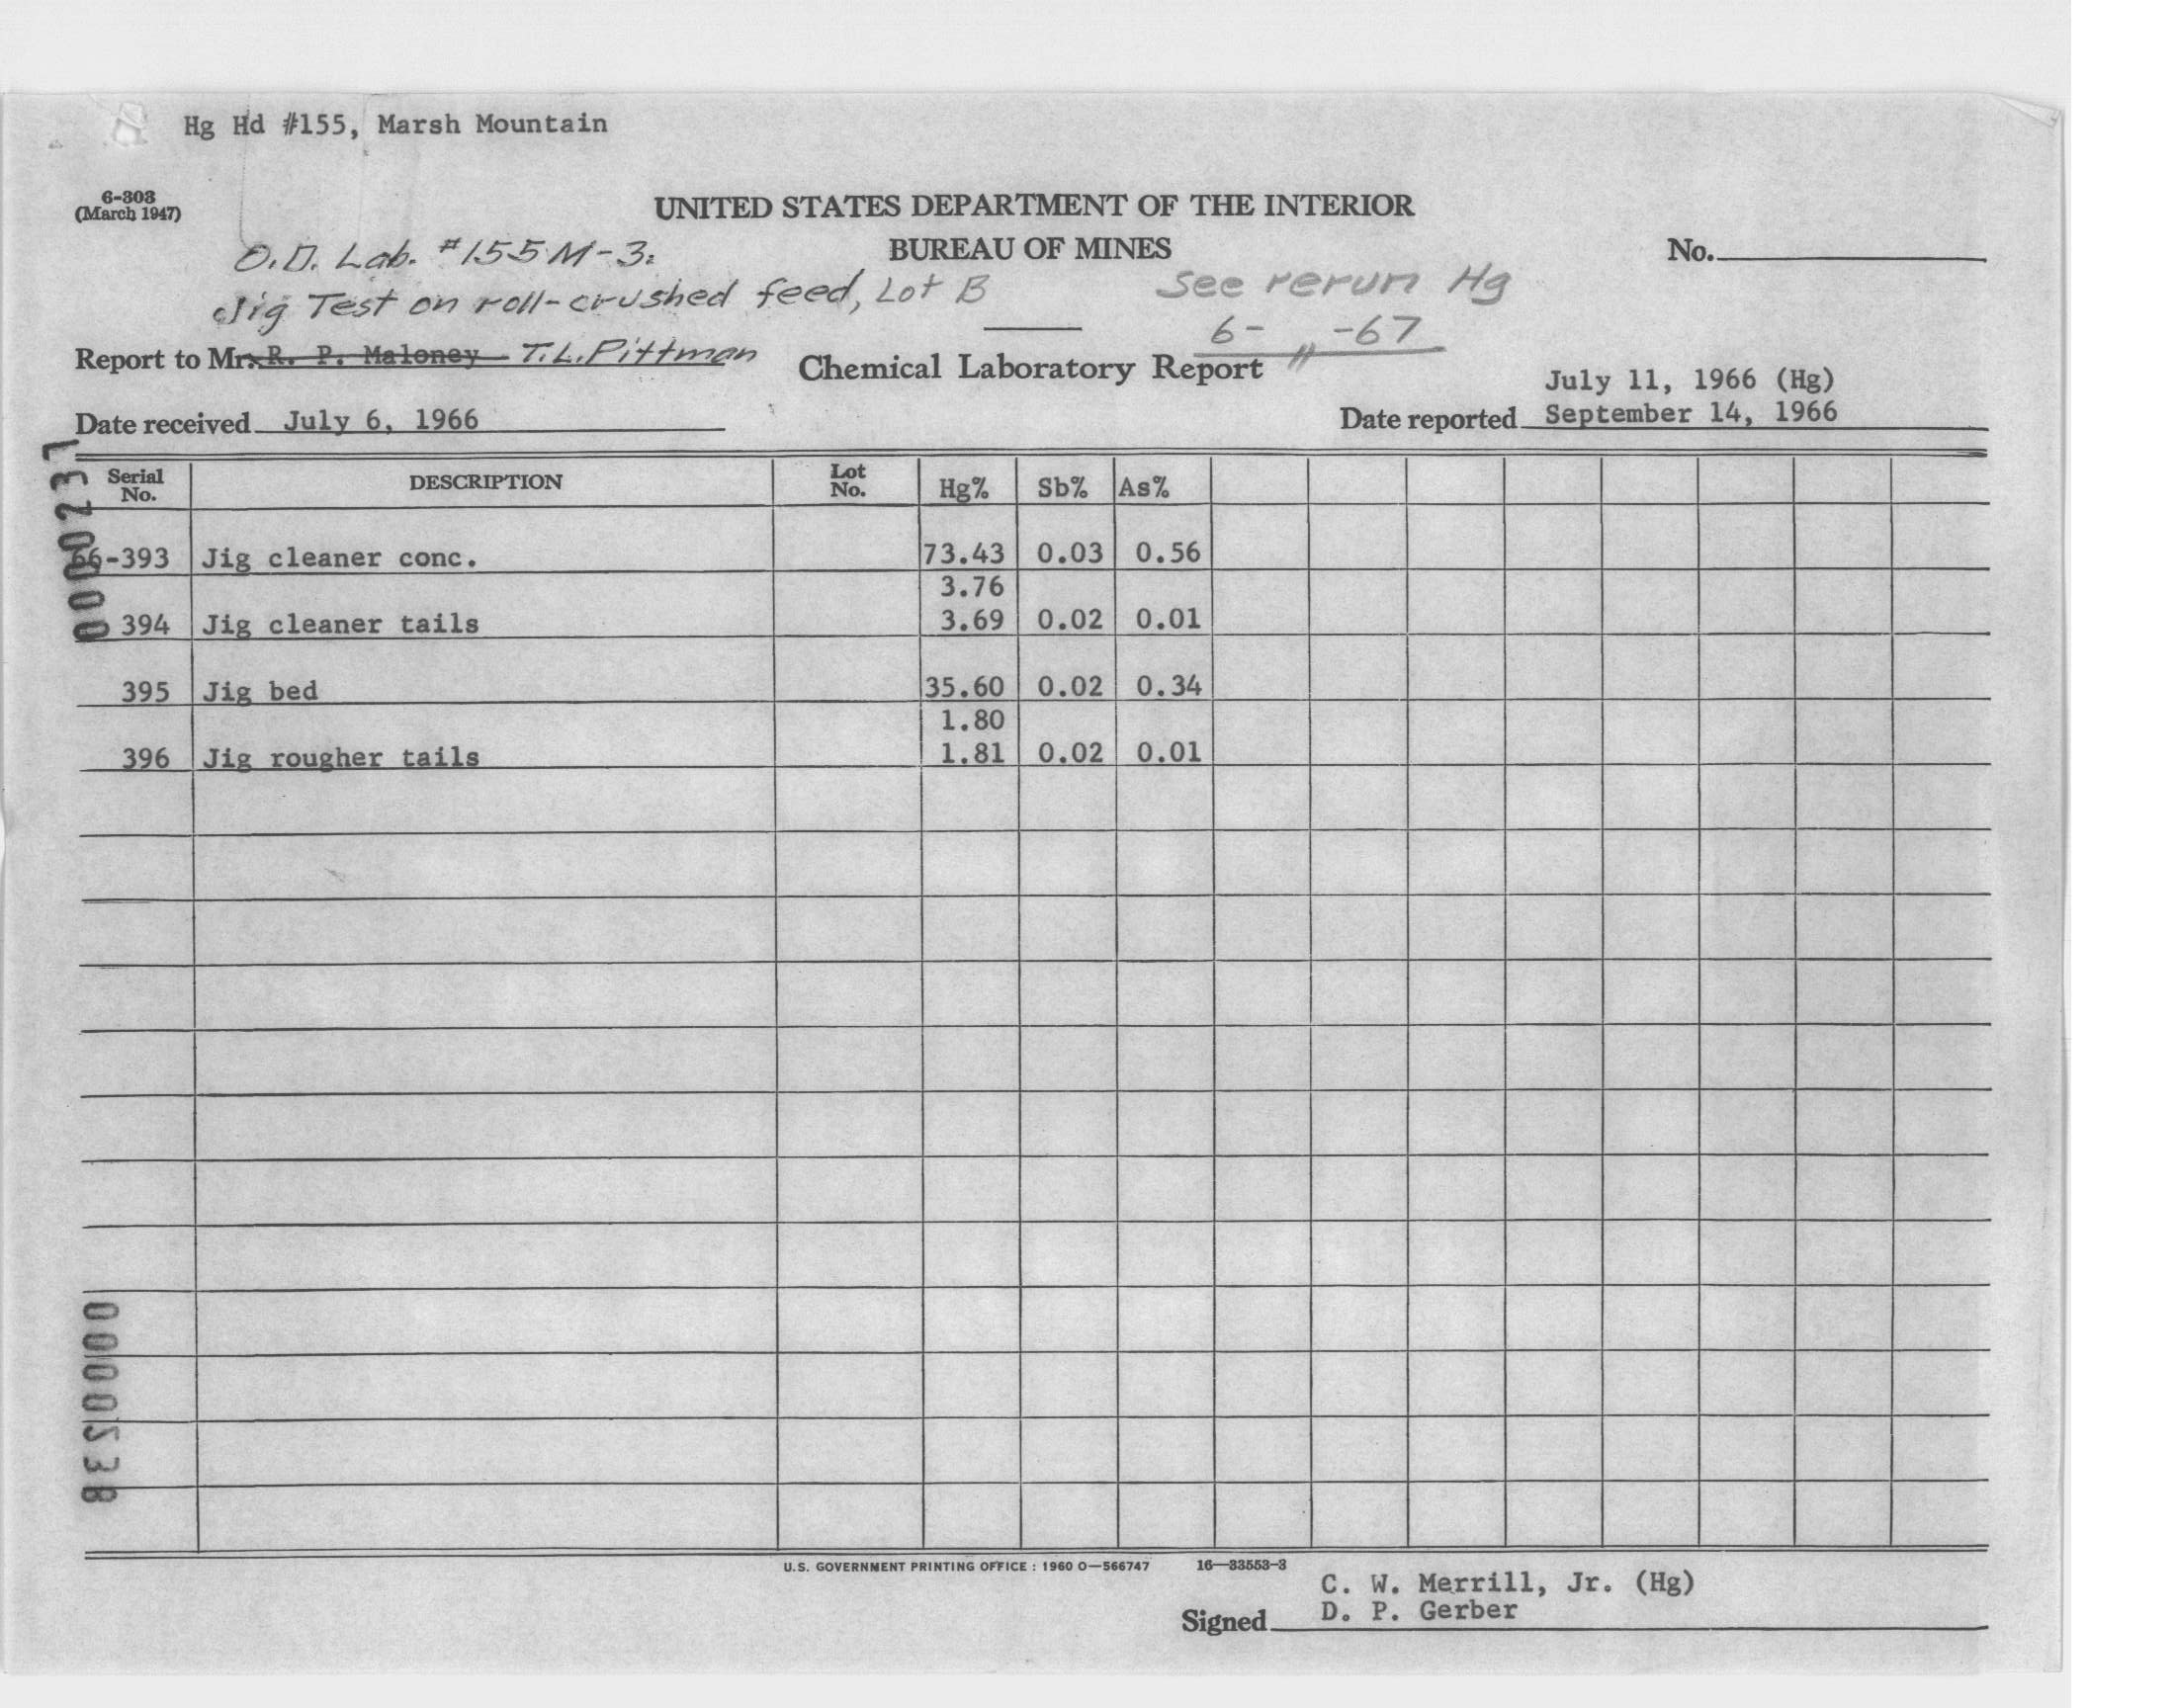 Hg Hd #155, Marsh Mountain
6-303
(March 1947)
UNITED STATES DEPARTMENT OF THE INTERIOR
BUREAU OF MINES
No.
O.D. Lab. #155 M-3:
Jig Test on roll-crushed feed, Lot B
See rerun Hg
6- -67
Report to Mr. R. P. Maloney T.L. Pittman
Chemical Laboratory Report
July 11, 1966 (Hg)
Date received July 6, 1966
Date reported September 14, 1966
0000237
Serial No. DESCRIPTION Lot No. Hg% Sb% As%
66-393 Jig cleaner conc. 73.43 0.03 0.56
3.76
394 Jig cleaner tails 3.69 0.02 0.01
395 Jig bed 35.60 0.02 0.34
1.80
396 Jig rougher tails 1.81 0.02 0.01
0000238
U.S. GOVERNMENT PRINTING OFFICE : 1960 O—566747 16—33553-3
C. W. Merrill, Jr. (Hg)
Signed D. P. Gerber